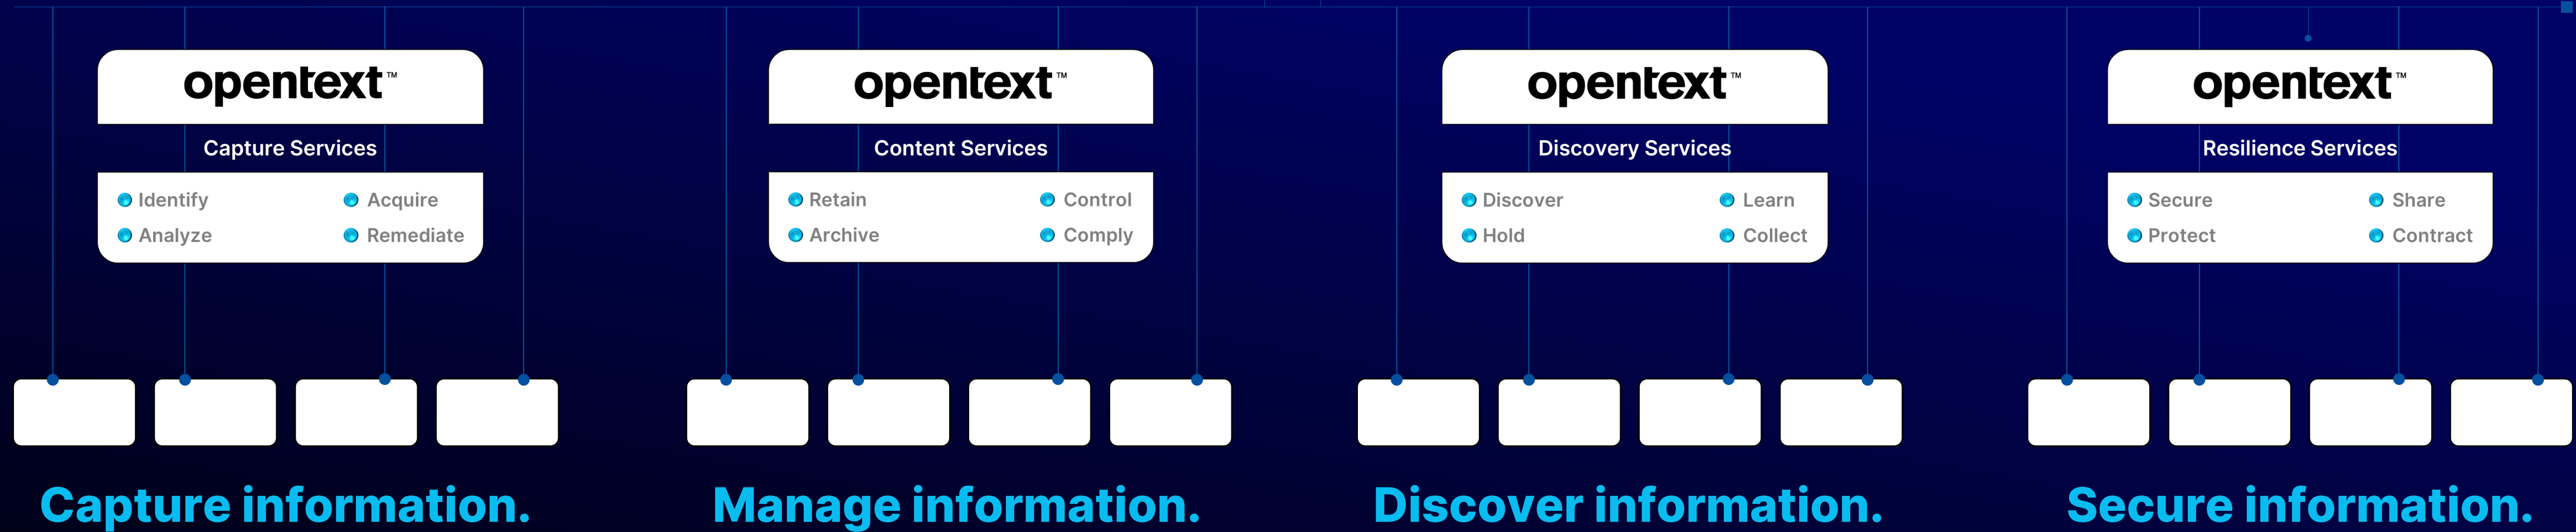 opentext™
Capture Services
Identify
Acquire
Analyze
Remediate
Capture information.
opentext™
Content Services
Retain
Control
Archive
Comply
Manage information.
opentext™
Discovery Services
Discover
Learn
Hold
Collect
Discover information.
opentext™
Resilience Services
Secure
Share
Protect
Contract
Secure information.